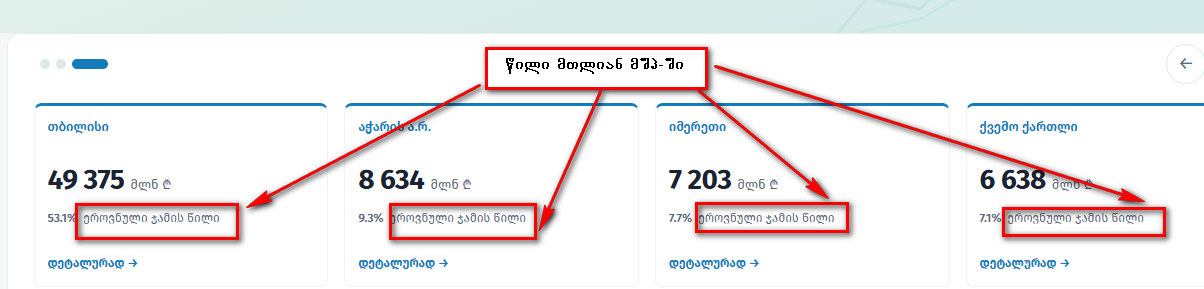 წილი მთლიან მშპ-ში
თბილისი
49 375 მლნ ₾
53.1% ეროვნული ჯამის წილი
დეტალურად →
აჭარის ა.რ.
8 634 მლნ ₾
9.3% ეროვნული ჯამის წილი
დეტალურად →
იმერეთი
7 203 მლნ ₾
7.7% ეროვნული ჯამის წილი
დეტალურად →
ქვემო ქართლი
6 638 მლნ ₾
7.1% ეროვნული ჯამის წილი
დეტალურად →